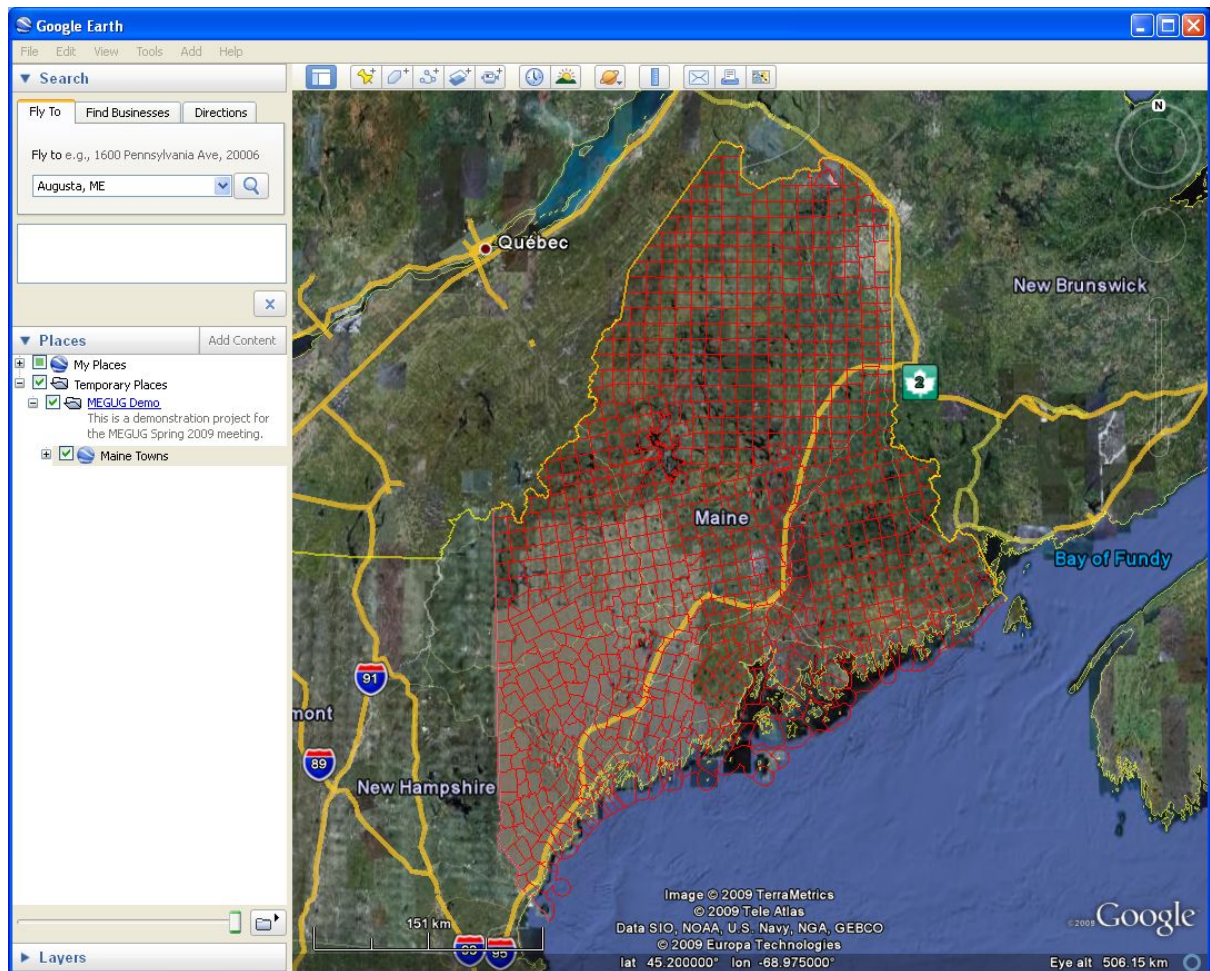 Google Earth
File Edit View Tools Add Help
Search
Fly To Find Businesses Directions
Fly to e.g., 1600 Pennsylvania Ave, 20006
Augusta, ME
Places Add Content
My Places
Temporary Places
MEGUG Demo
This is a demonstration project for
the MEGUG Spring 2009 meeting.
Maine Towns
Layers
N
Québec
New Brunswick
2
Maine
Bay of Fundy
91
mont
89
New Hampshire
151 km
95
Image © 2009 TerraMetrics
© 2009 Tele Atlas
Data SIO, NOAA, U.S. Navy, NGA, GEBCO
© 2009 Europa Technologies
Google
lat 45.200000° lon -68.975000°
Eye alt 506.15 km